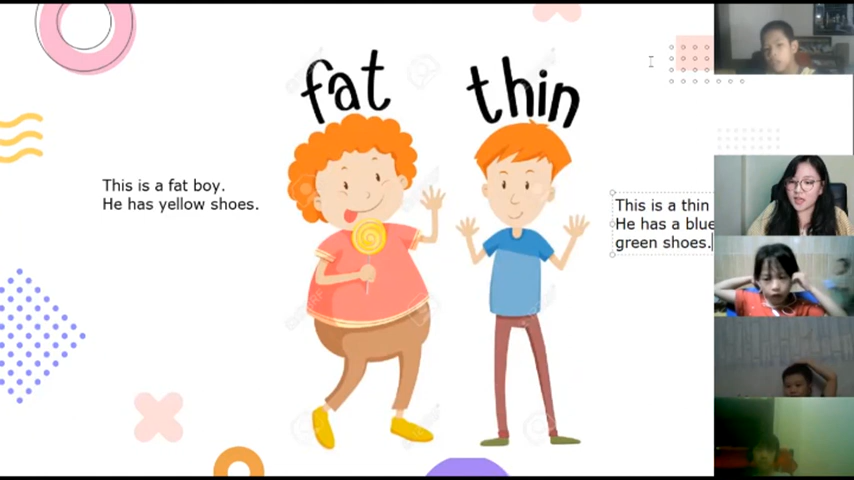 fat thin
This is a fat boy.
He has yellow shoes.
This is a thin
He has a blue
green shoes.